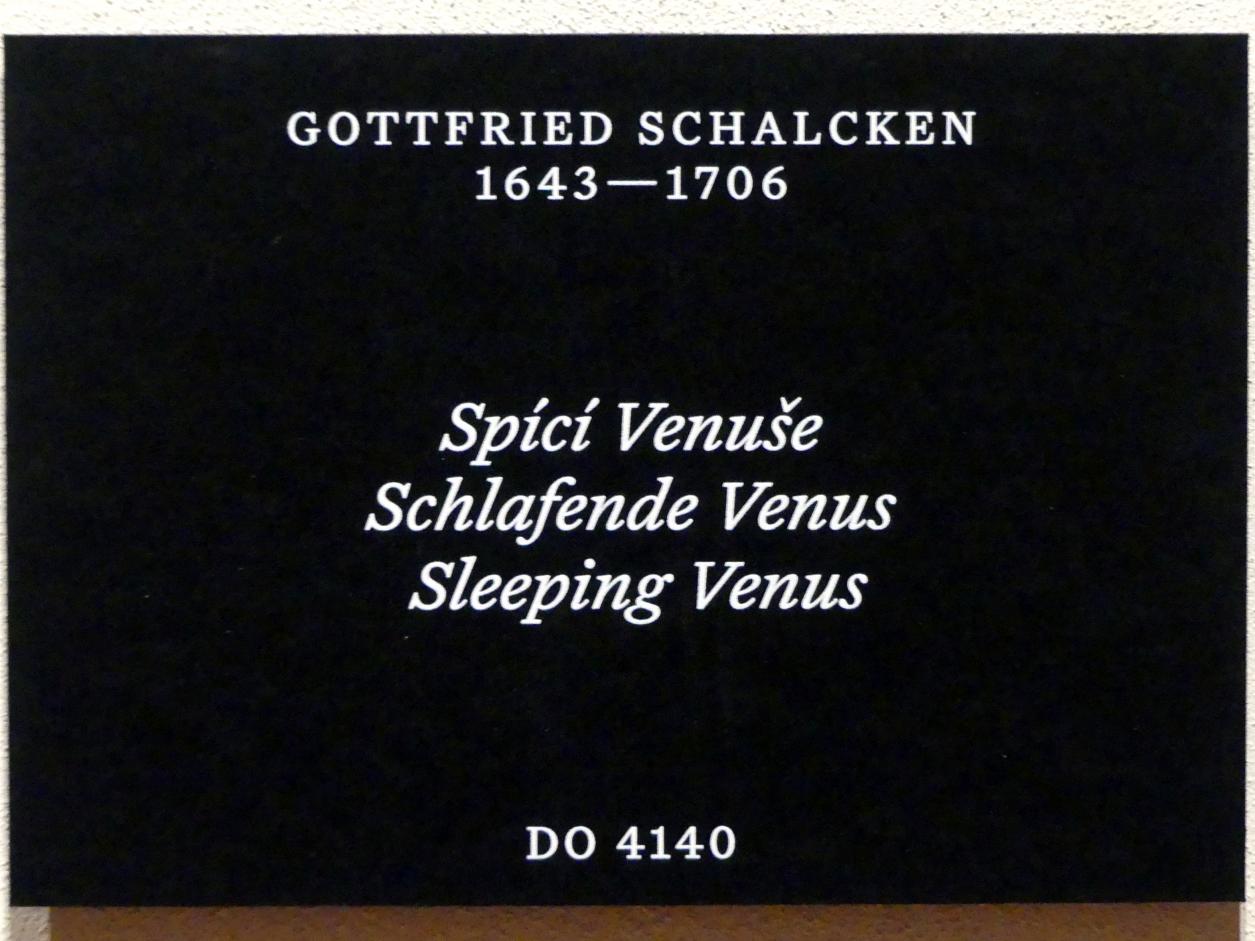 GOTTFRIED SCHALCKEN
1643—1706
Spící Venuše
Schlafende Venus
Sleeping Venus
DO 4140